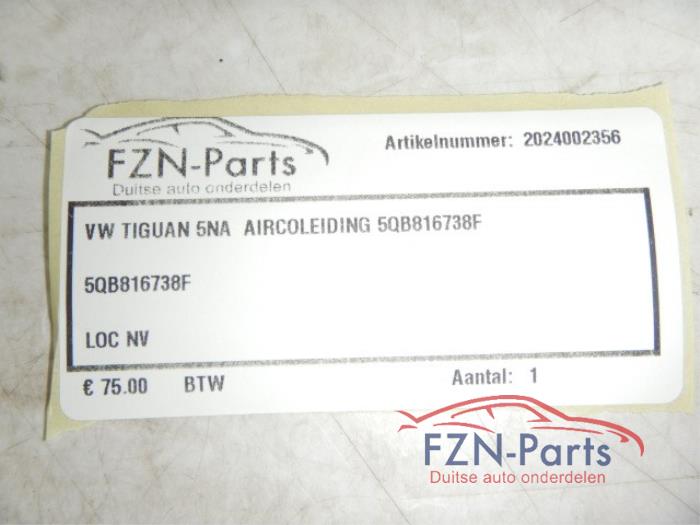 FZN-Parts
Duitse auto onderdelen
Artikelnummer: 2024002356
VW TIGUAN 5NA AIRCOLEIDING 5QB816738F
5QB816738F
LOC NV
€ 75.00 BTW Aantal: 1
FZN-Parts
Duitse auto onderdelen